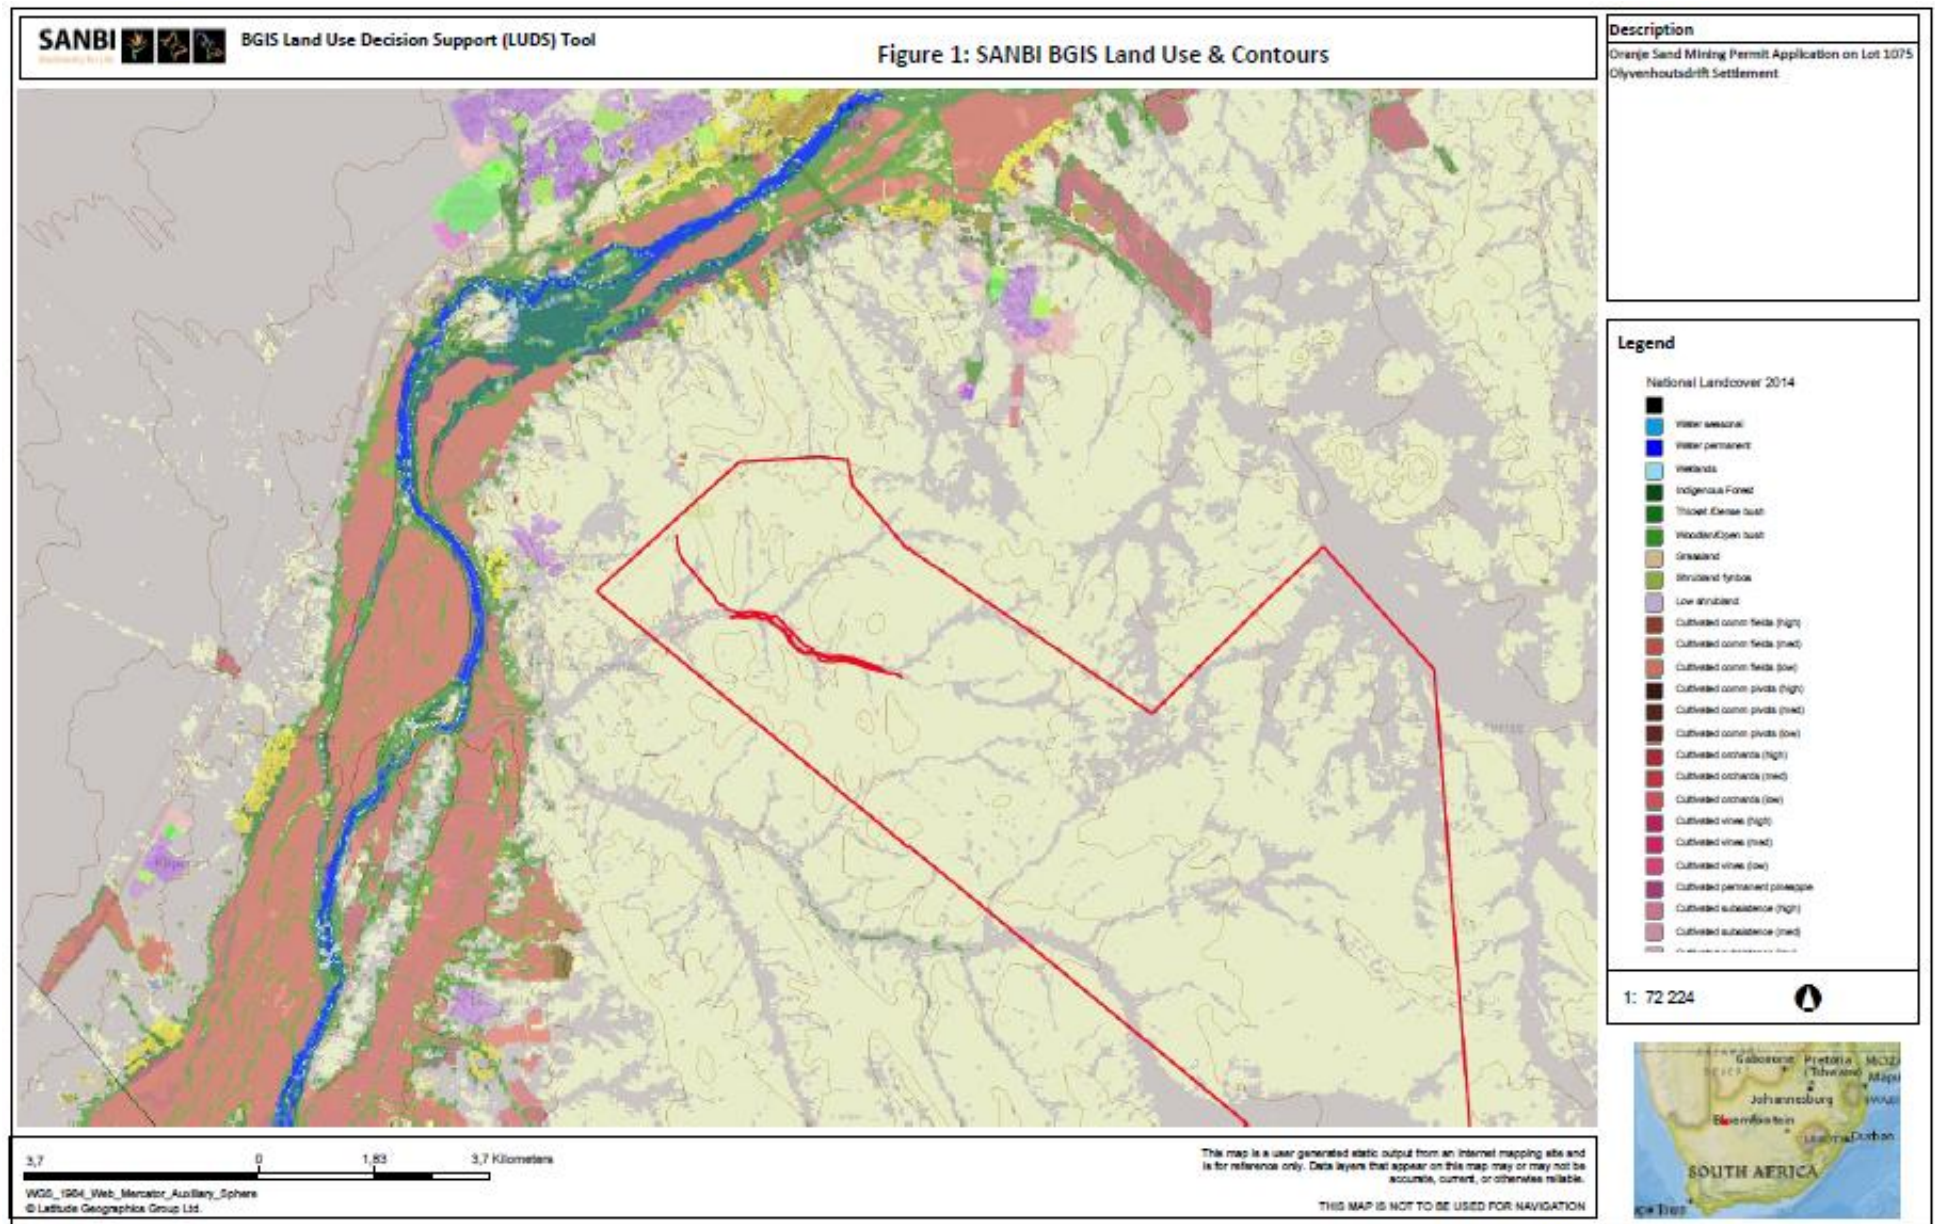 SANBI
BGIS Land Use Decision Support (LUDS) Tool
Figure 1: SANBI BGIS Land Use & Contours
Description
Oranje Sand Mining Permit Application on Lot 1075
Olyvenhoutsdrift Settlement
Legend
National Landcover 2014
Water seasonal
Water permanent
Wetlands
Indigenous Forest
Thicket /Dense bush
Woodlan/Open bush
Grassland
Shrubland fynbos
Low shrubland
Cultivated comm fields (high)
Cultivated comm fields (med)
Cultivated comm fields (low)
Cultivated comm pivots (high)
Cultivated comm pivots (med)
Cultivated comm pivots (low)
Cultivated orchards (high)
Cultivated orchards (med)
Cultivated orchards (low)
Cultivated vines (high)
Cultivated vines (med)
Cultivated vines (low)
Cultivated permanent pineapple
Cultivated subsistence (high)
Cultivated subsistence (med)
1: 72 224
Gaborone
Pretoria
(Tshwane)
Johannesburg
Bloemfontein
Durban
SOUTH AFRICA
3,7
0
1,83
3,7 Kilometers
WGS_1984_Web_Mercator_Auxiliary_Sphere
© Latitude Geographics Group Ltd.
This map is a user generated static output from an Internet mapping site and
is for reference only. Data layers that appear on this map may or may not be
accurate, current, or otherwise reliable.
THIS MAP IS NOT TO BE USED FOR NAVIGATION